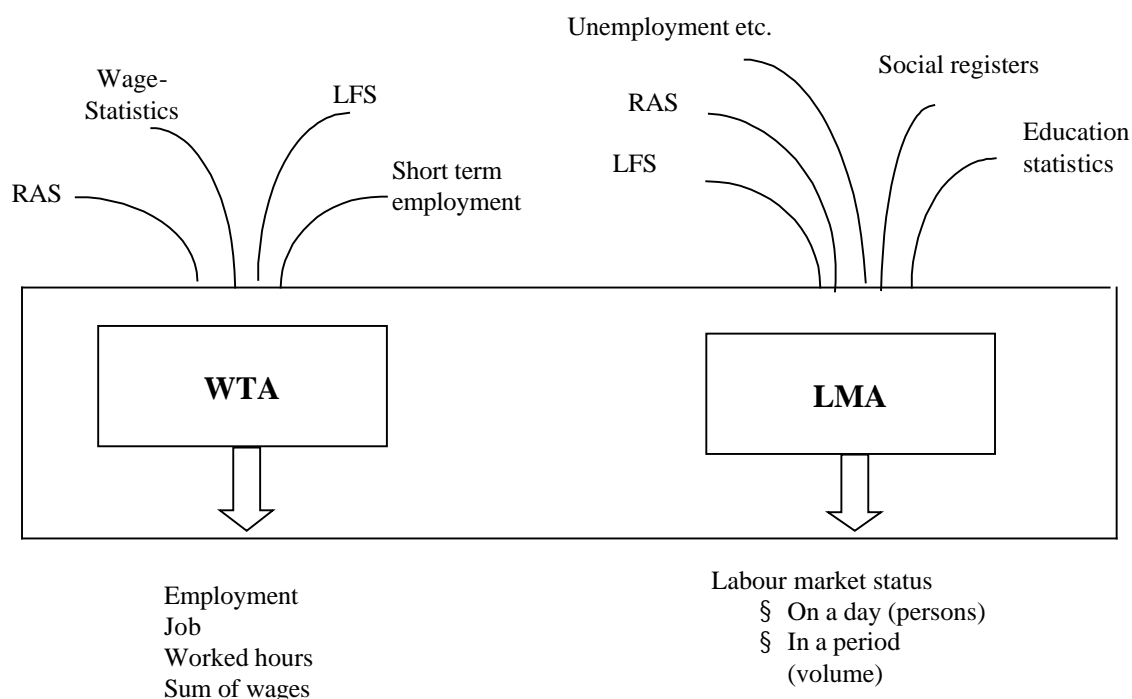 Unemployment etc.
Wage-
Statistics
LFS
RAS
Short term
employment
Social registers
RAS
LFS
Education
statistics
WTA
LMA
Employment
Job
Worked hours
Sum of wages
Labour market status
§ On a day (persons)
§ In a period
(volume)